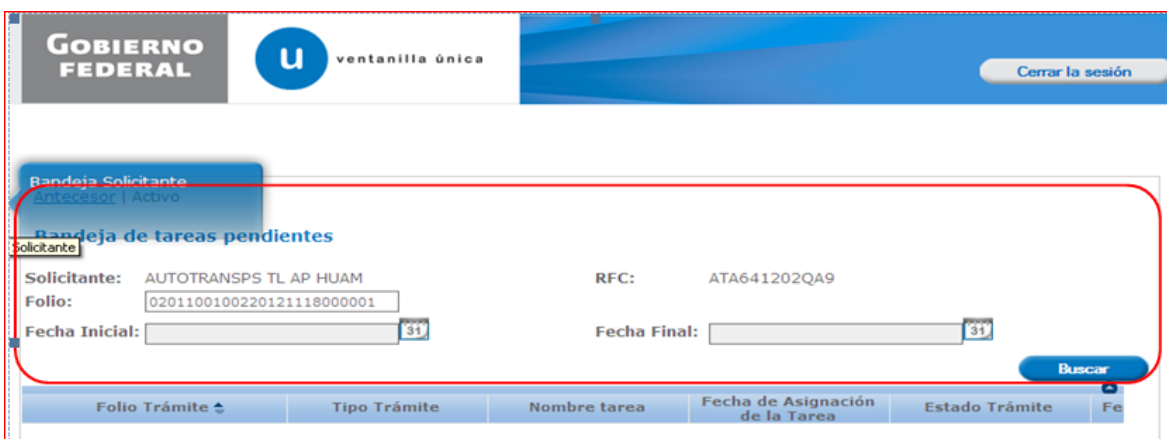 GOBIERNO
FEDERAL
u ventanilla única
Cerrar la sesión
Bandeja Solicitante
Antecesor | Activo
Bandeja de tareas pendientes
Solicitante
Solicitante: AUTOTRANSPS TL AP HUAM RFC: ATA641202QA9
Folio: 0201100100220121118000001
Fecha Inicial: 31 Fecha Final: 31
Buscar
Folio Trámite Tipo Trámite Nombre tarea Fecha de Asignación de la Tarea Estado Trámite Fe